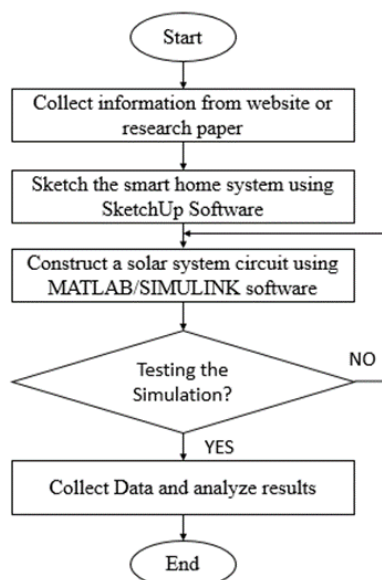 Start
Collect information from website or
research paper
Sketch the smart home system using
SketchUp Software
Construct a solar system circuit using
MATLAB/SIMULINK software
Testing the
Simulation?
NO
YES
Collect Data and analyze results
End